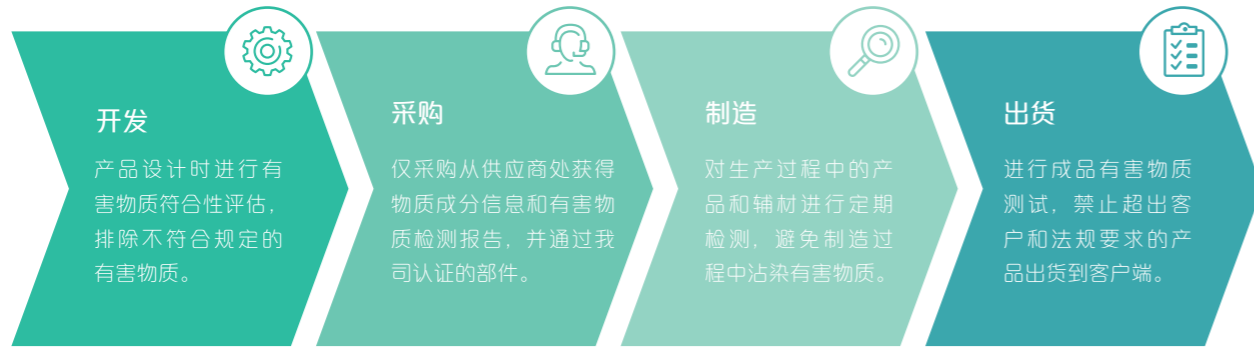 开发
产品设计时进行有
害物质符合性评估，
排除不符合规定的
有害物质。
采购
仅采购从供应商处获得
物质成分信息和有害物
质检测报告，并通过我
司认证的部件。
制造
对生产过程中的产
品和辅材进行定期
检测，避免制造过
程中沾染有害物质。
出货
进行成品有害物质
测试，禁止超出客
户和法规要求的产
品出货到客户端。